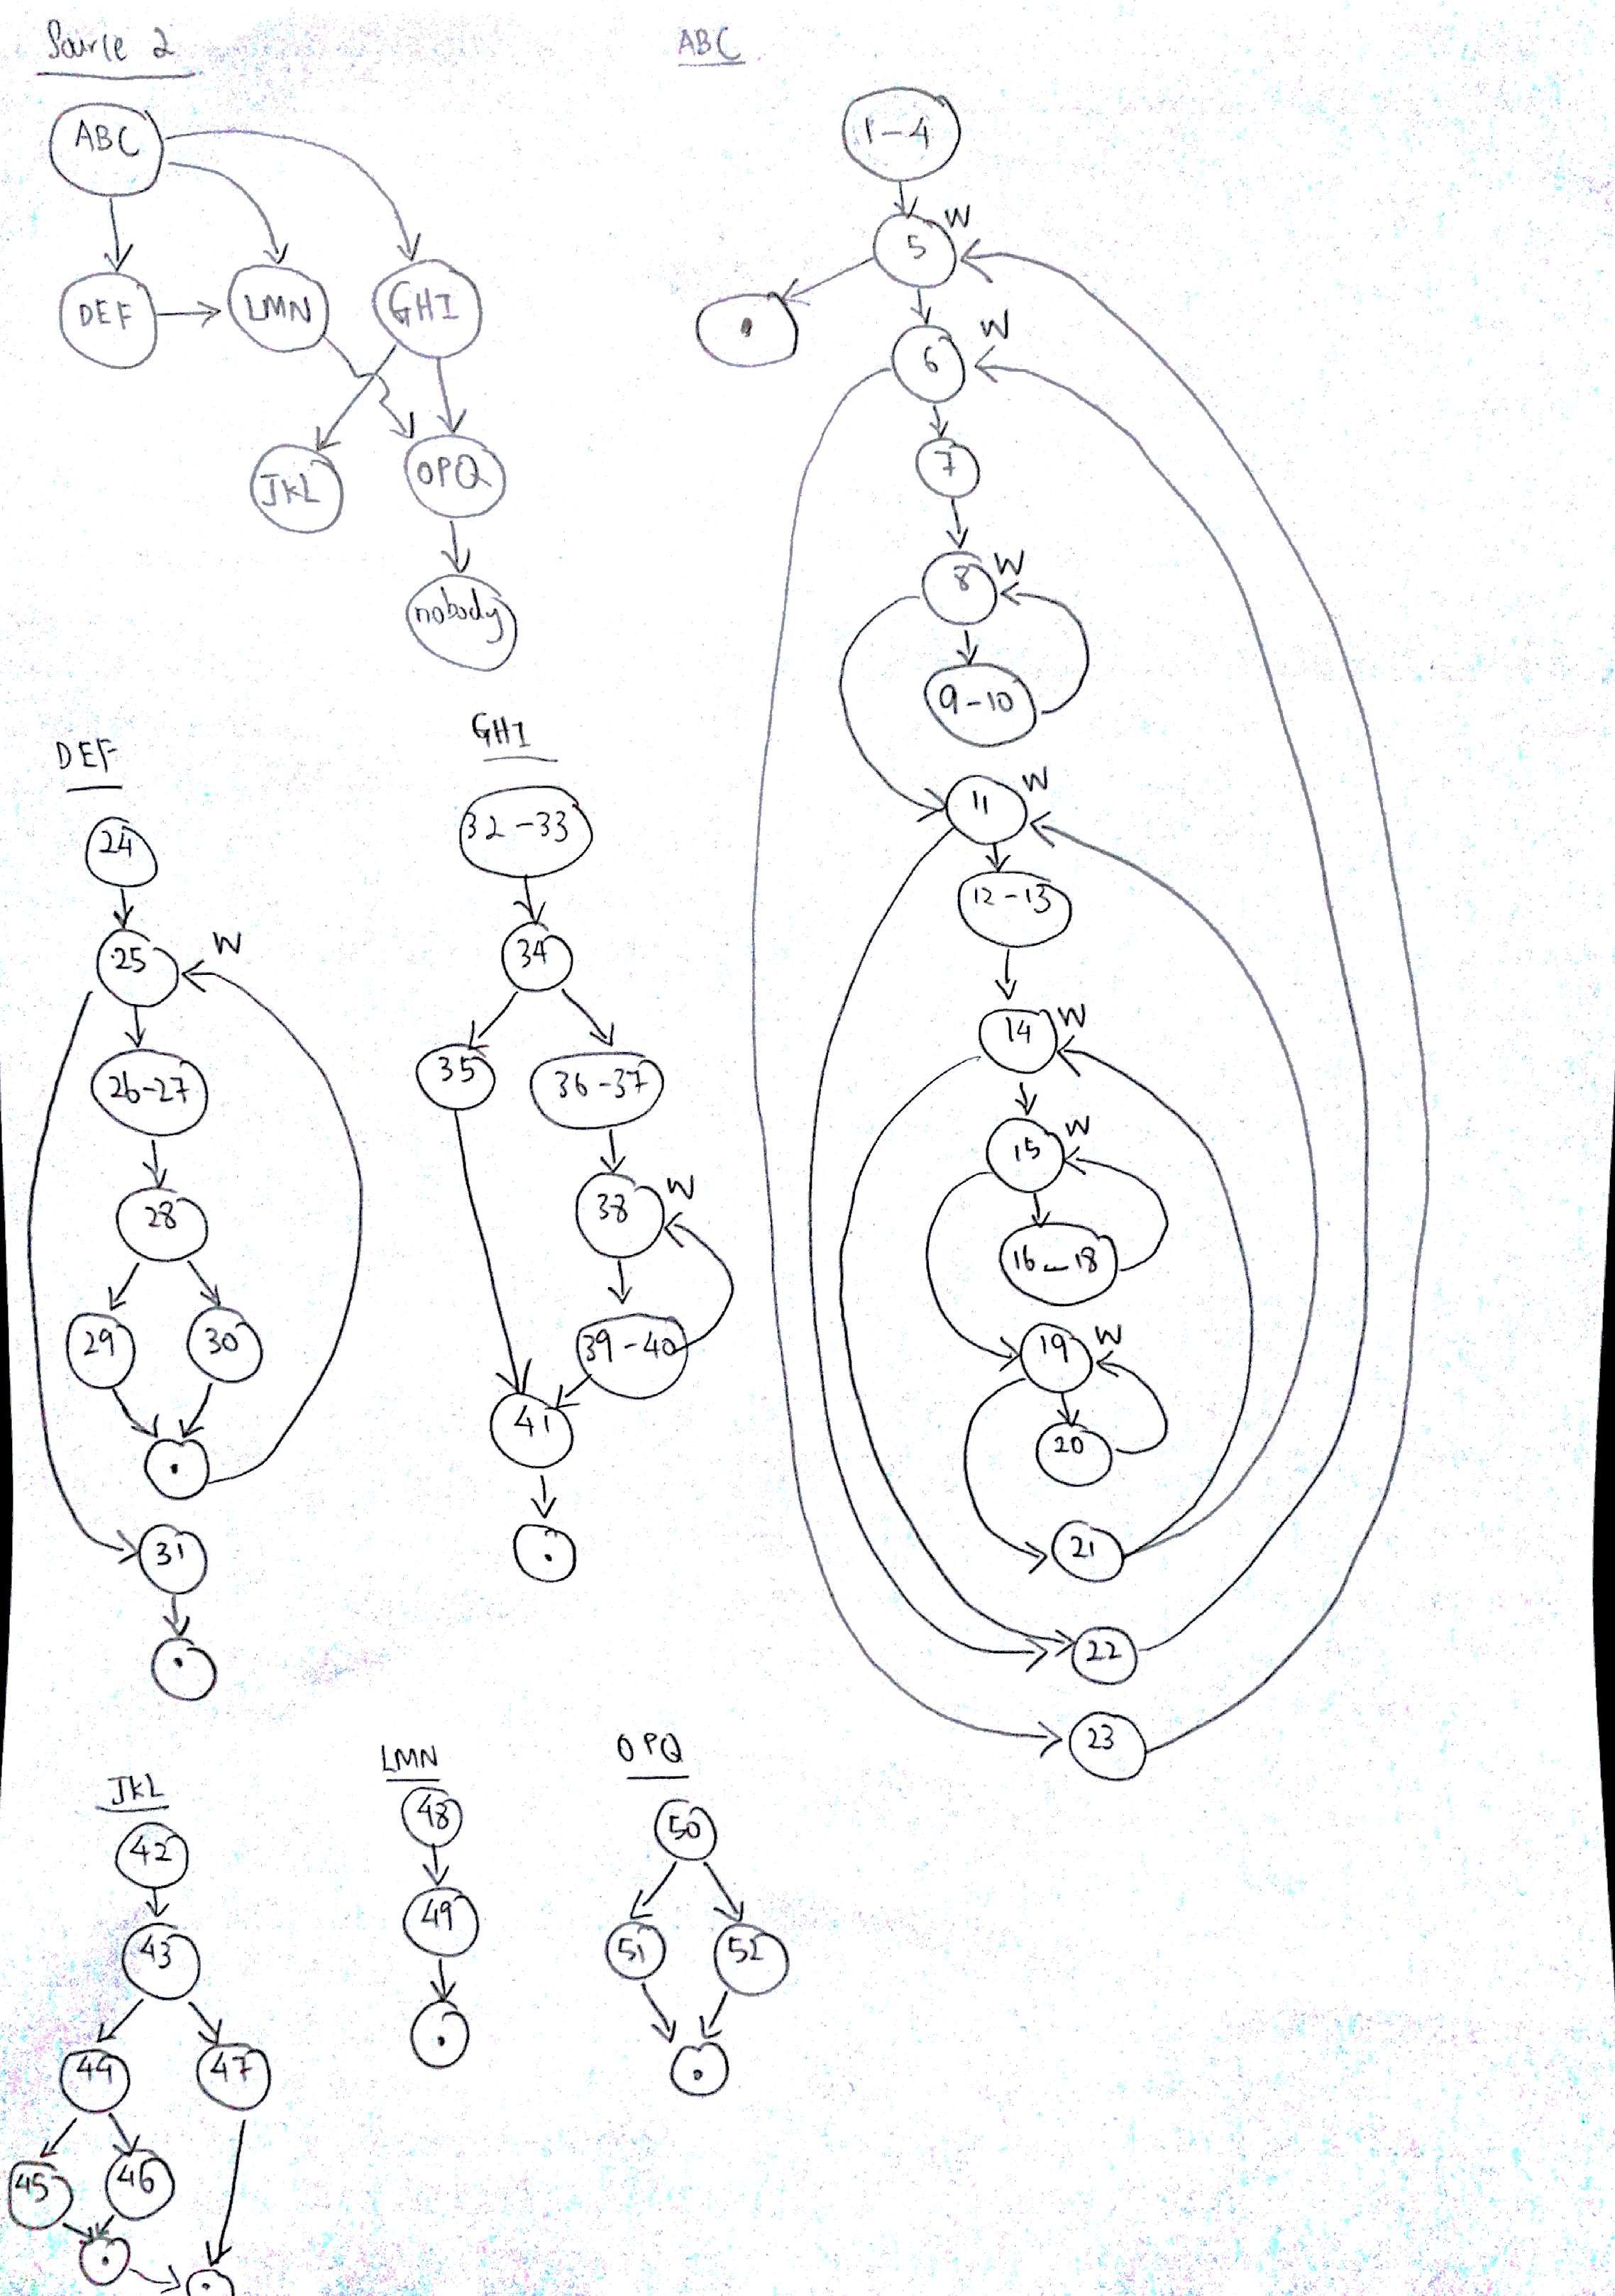 Source 2
ABC
DEF
LMN
GHI
JKL
OPQ
nobody
ABC
1-4
5 W
6 W
7
8 W
9-10
11 W
12-13
14 W
15 W
16-18
19 W
20
21
22
23
DEF
24
25 W
26-27
28
29 30
31
GHI
32-33
34
35 36-37
38 W
39-40
41
JKL
42
43
44 47
45 46
LMN
48
49
OPQ
50
51 52